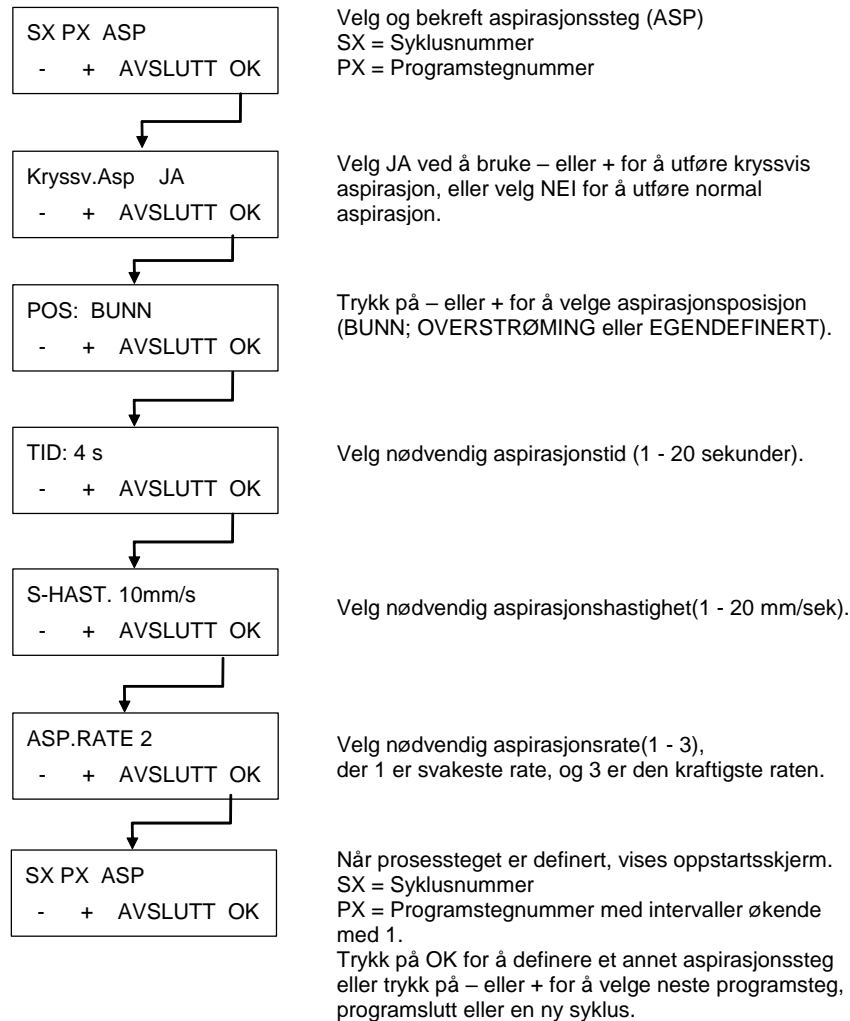 SX PX ASP
- + AVSLUTT OK
Velg og bekreft aspirasjonssteg (ASP)
SX = Syklusnummer
PX = Programstegnummer
Kryssv.Asp JA
- + AVSLUTT OK
Velg JA ved å bruke – eller + for å utføre kryssvis
aspirasjon, eller velg NEI for å utføre normal
aspirasjon.
POS: BUNN
- + AVSLUTT OK
Trykk på – eller + for å velge aspirasjonsposisjon
(BUNN; OVERSTRØMING eller EGENDEFINERT).
TID: 4 s
- + AVSLUTT OK
Velg nødvendig aspirasjonstid (1 - 20 sekunder).
S-HAST. 10mm/s
- + AVSLUTT OK
Velg nødvendig aspirasjonshastighet(1 - 20 mm/sek).
ASP.RATE 2
- + AVSLUTT OK
Velg nødvendig aspirasjonsrate(1 - 3),
der 1 er svakeste rate, og 3 er den kraftigste raten.
SX PX ASP
- + AVSLUTT OK
Når prosessteget er definert, vises oppstartsskjerm.
SX = Syklusnummer
PX = Programstegnummer med intervaller økende
med 1.
Trykk på OK for å definere et annet aspirasjonssteg
eller trykk på – eller + for å velge neste programsteg,
programslutt eller en ny syklus.